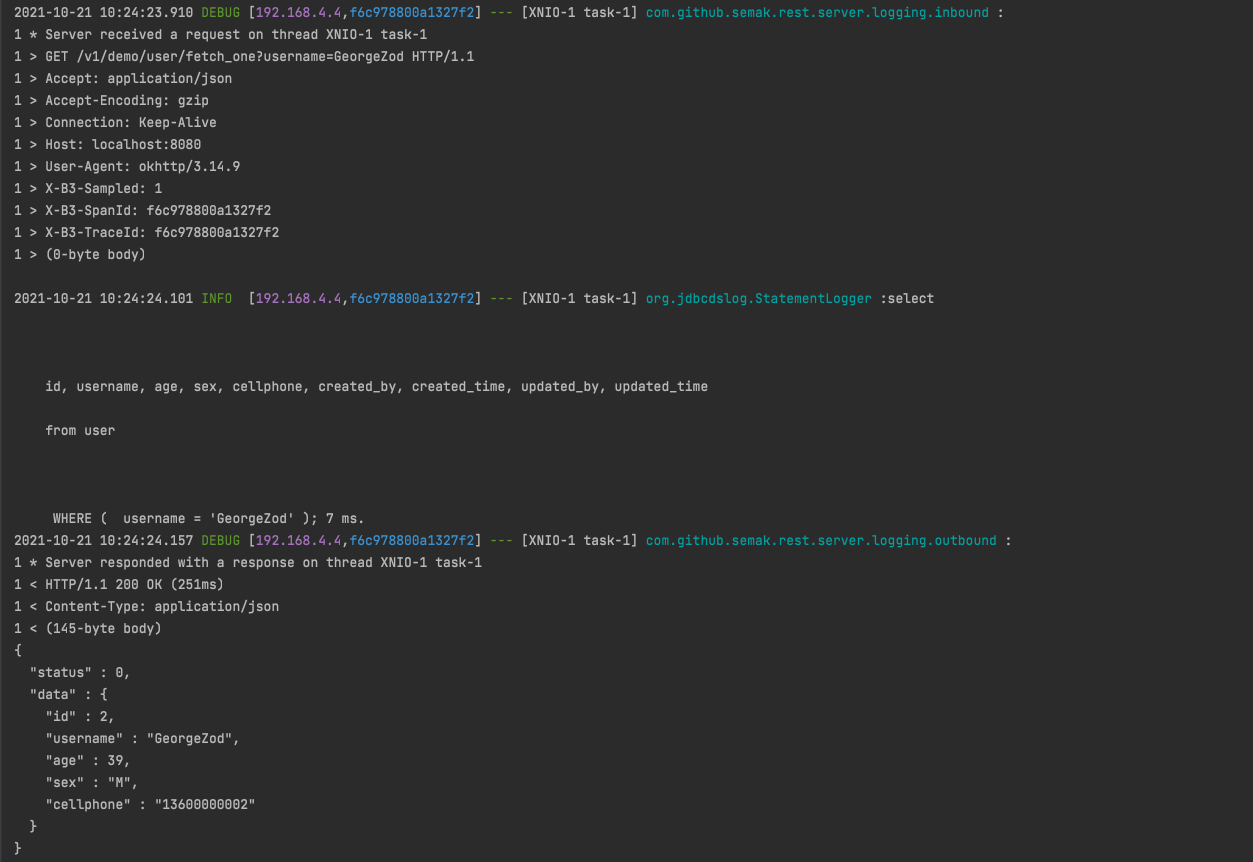 2021-10-21 10:24:23.910 DEBUG [192.168.4.4,f6c978800a1327f2] --- [XNIO-1 task-1] com.github.semak.rest.server.logging.inbound :
1 * Server received a request on thread XNIO-1 task-1
1 > GET /v1/demo/user/fetch_one?username=GeorgeZod HTTP/1.1
1 > Accept: application/json
1 > Accept-Encoding: gzip
1 > Connection: Keep-Alive
1 > Host: localhost:8080
1 > User-Agent: okhttp/3.14.9
1 > X-B3-Sampled: 1
1 > X-B3-SpanId: f6c978800a1327f2
1 > X-B3-TraceId: f6c978800a1327f2
1 > (0-byte body)
2021-10-21 10:24:24.101 INFO  [192.168.4.4,f6c978800a1327f2] --- [XNIO-1 task-1] org.jdbcdslog.StatementLogger :select
    id, username, age, sex, cellphone, created_by, created_time, updated_by, updated_time
    from user
     WHERE (  username = 'GeorgeZod' ); 7 ms.
2021-10-21 10:24:24.157 DEBUG [192.168.4.4,f6c978800a1327f2] --- [XNIO-1 task-1] com.github.semak.rest.server.logging.outbound :
1 * Server responded with a response on thread XNIO-1 task-1
1 < HTTP/1.1 200 OK (251ms)
1 < Content-Type: application/json
1 < (145-byte body)
{
  "status" : 0,
  "data" : {
    "id" : 2,
    "username" : "GeorgeZod",
    "age" : 39,
    "sex" : "M",
    "cellphone" : "13600000002"
  }
}